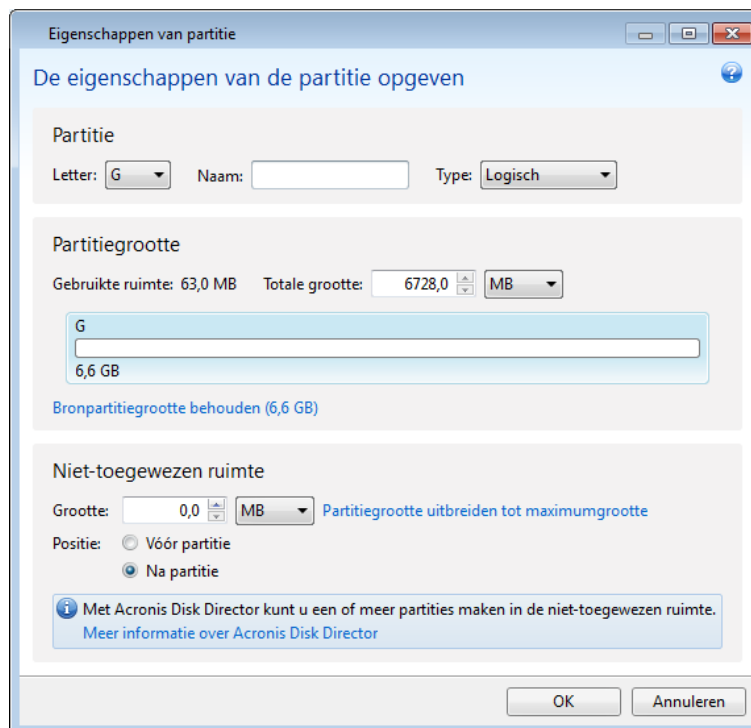 Eigenschappen van partitie
De eigenschappen van de partitie opgeven
Partitie
Letter: G Naam: Type: Logisch
Partitiegrootte
Gebruikte ruimte: 63,0 MB Totale grootte: 6728,0 MB
G
6,6 GB
Bronpartitiegrootte behouden (6,6 GB)
Niet-toegewezen ruimte
Grootte: 0,0 MB Partitiegrootte uitbreiden tot maximumgrootte
Positie: Vóór partitie
Na partitie
Met Acronis Disk Director kunt u een of meer partities maken in de niet-toegewezen ruimte.
Meer informatie over Acronis Disk Director
OK Annuleren